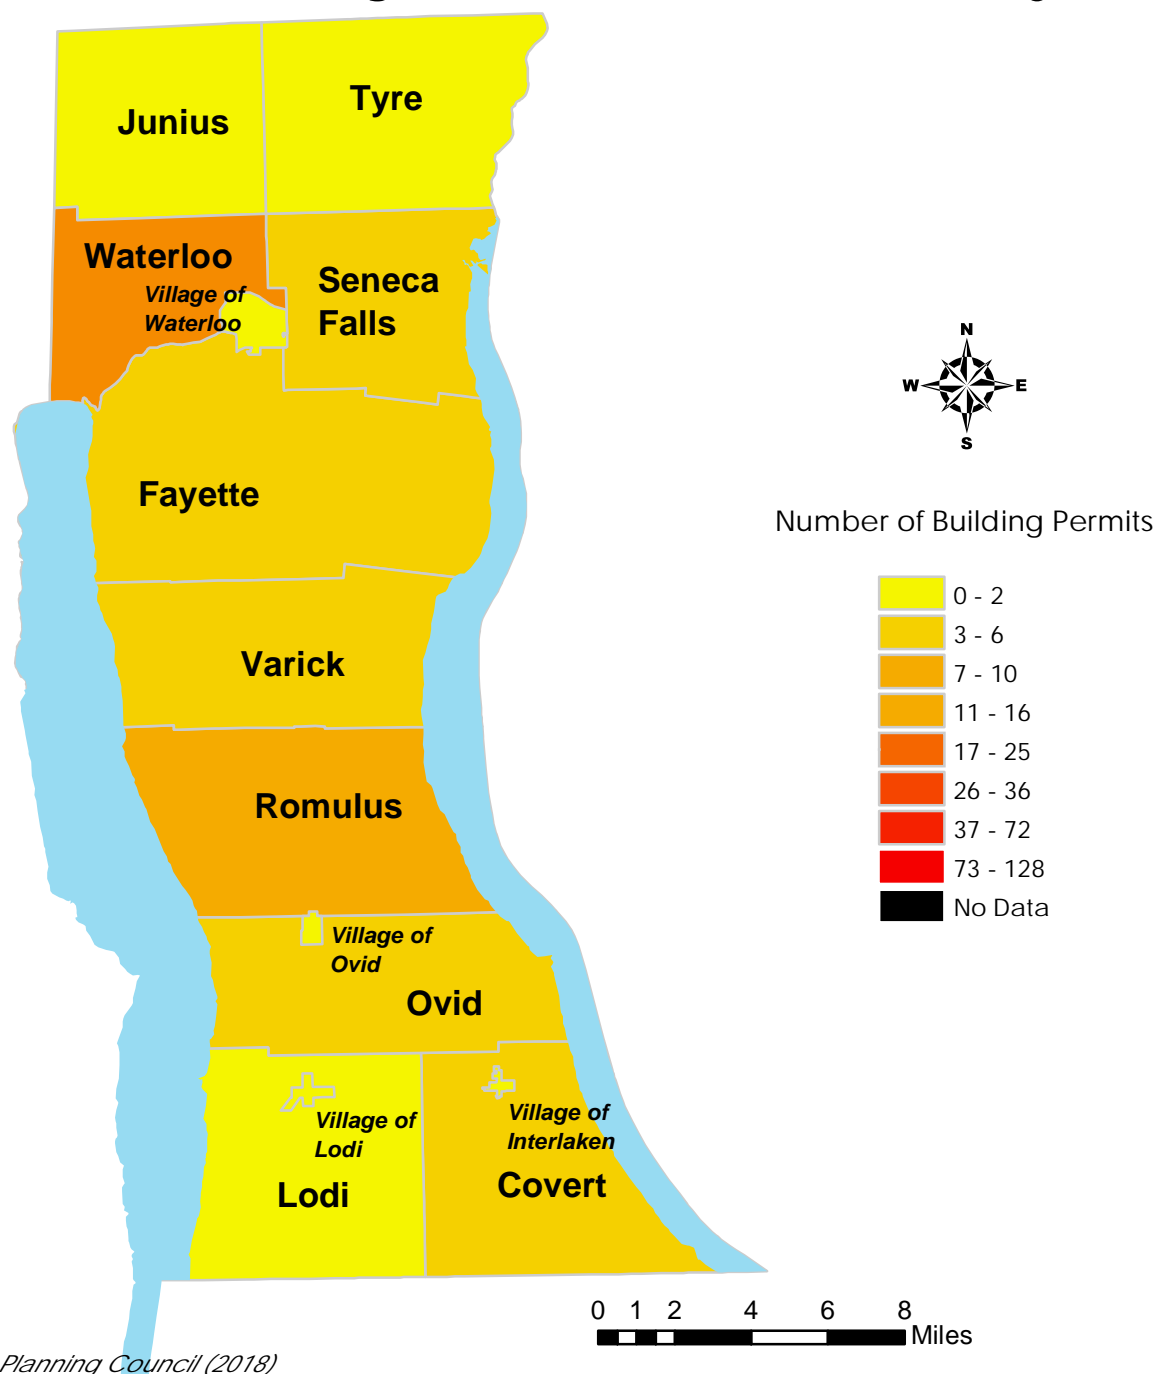 Tyre
Junius
Waterloo
Village of
Waterloo
Seneca
Falls
N
W
E
S
Fayette
Number of Building Permits
0 - 2
3 - 6
7 - 10
11 - 16
17 - 25
26 - 36
37 - 72
73 - 128
No Data
Varick
Romulus
Village of
Ovid
Ovid
Village of
Lodi
Lodi
Village of
Interlaken
Covert
0 1 2 4 6 8
Miles
Planning Council (2018)